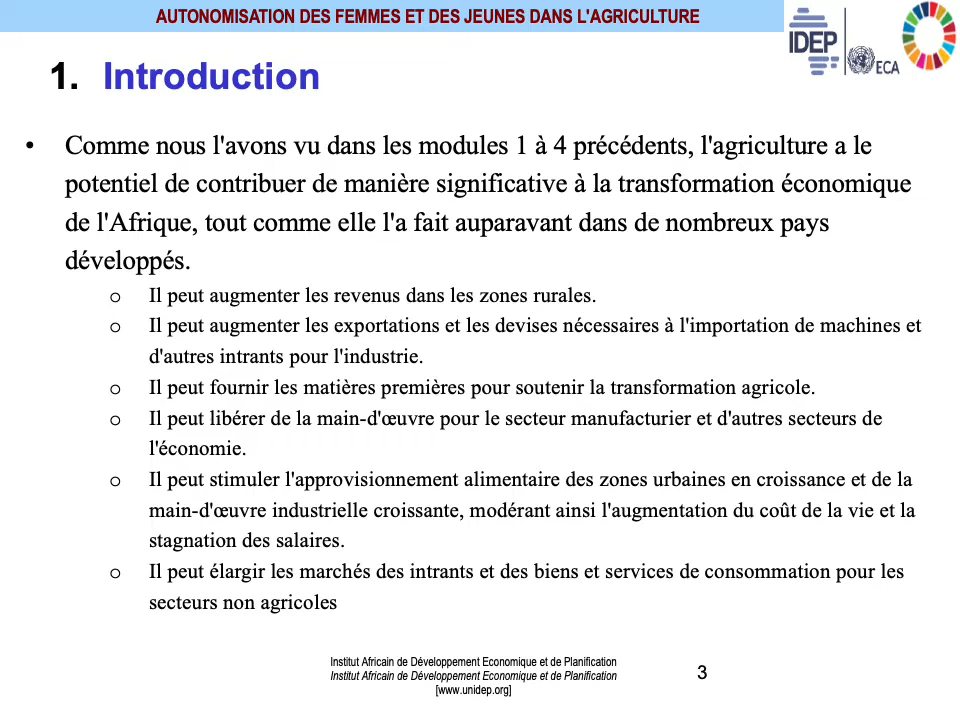 AUTONOMISATION DES FEMMES ET DES JEUNES DANS L'AGRICULTURE
IDEP
ECA
1. Introduction
• Comme nous l'avons vu dans les modules 1 à 4 précédents, l'agriculture a le
potentiel de contribuer de manière significative à la transformation économique
de l'Afrique, tout comme elle l'a fait auparavant dans de nombreux pays
développés.
o Il peut augmenter les revenus dans les zones rurales.
o Il peut augmenter les exportations et les devises nécessaires à l'importation de machines et
d'autres intrants pour l'industrie.
o Il peut fournir les matières premières pour soutenir la transformation agricole.
o Il peut libérer de la main-d'œuvre pour le secteur manufacturier et d'autres secteurs de
l'économie.
o Il peut stimuler l'approvisionnement alimentaire des zones urbaines en croissance et de la
main-d'œuvre industrielle croissante, modérant ainsi l'augmentation du coût de la vie et la
stagnation des salaires.
o Il peut élargir les marchés des intrants et des biens et services de consommation pour les
secteurs non agricoles
Institut Africain de Développement Economique et de Planification
Institut Africain de Développement Economique et de Planification
[www.unidep.org]
3